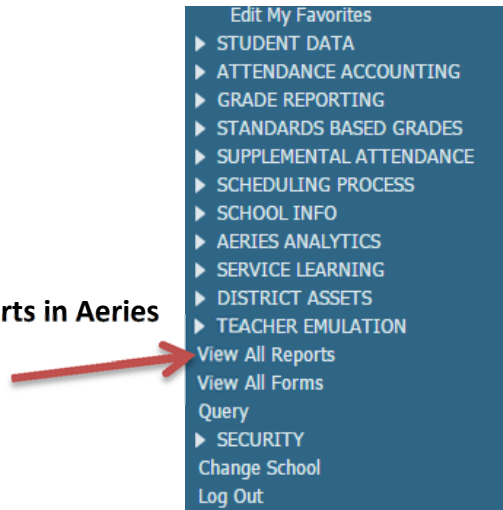 Edit My Favorites
STUDENT DATA
ATTENDANCE ACCOUNTING
GRADE REPORTING
STANDARDS BASED GRADES
SUPPLEMENTAL ATTENDANCE
SCHEDULING PROCESS
SCHOOL INFO
AERIES ANALYTICS
SERVICE LEARNING
DISTRICT ASSETS
rts in Aeries
TEACHER EMULATION
View All Reports
View All Forms
Query
SECURITY
Change School
Log Out